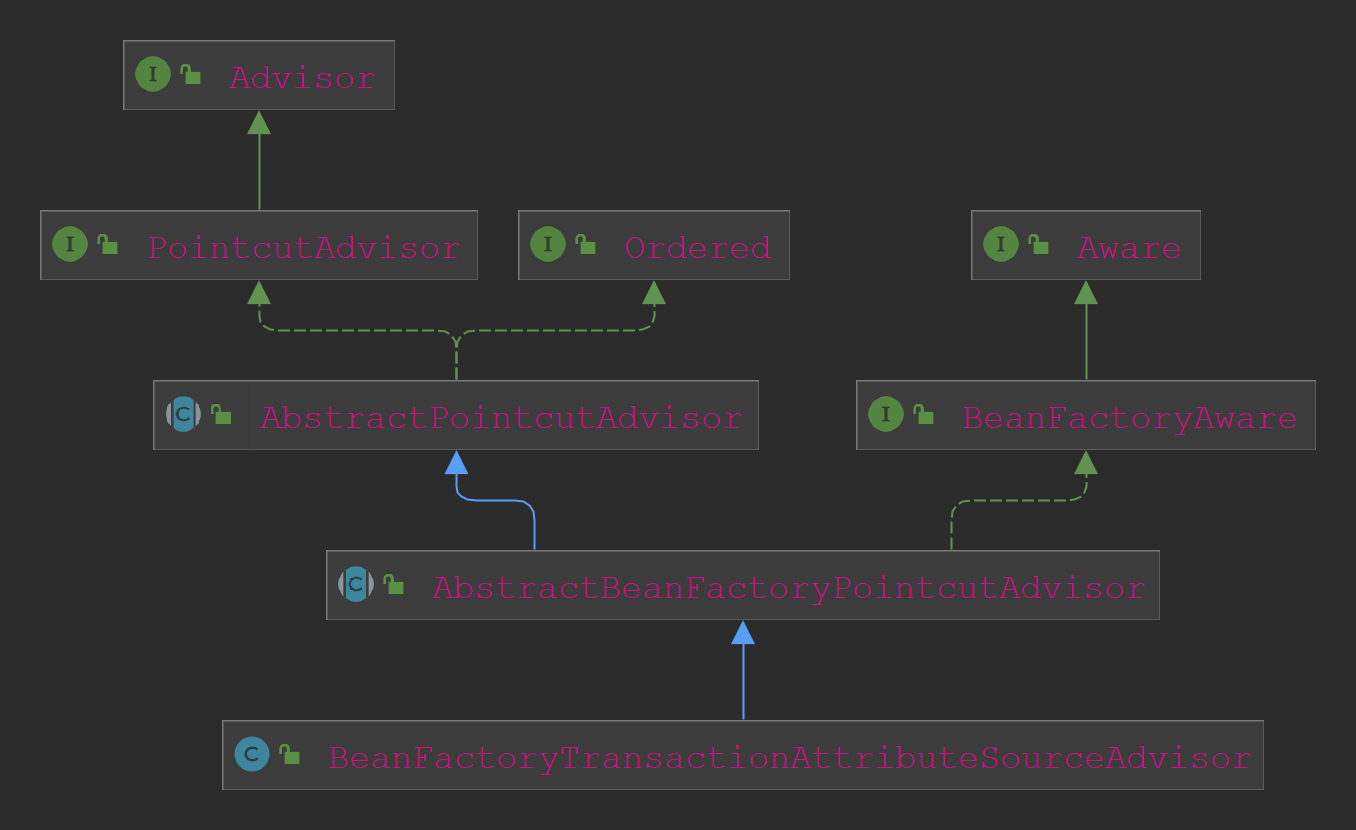 I Advisor
I PointcutAdvisor I Ordered I Aware
C AbstractPointcutAdvisor I BeanFactoryAware
C AbstractBeanFactoryPointcutAdvisor
C BeanFactoryTransactionAttributeSourceAdvisor